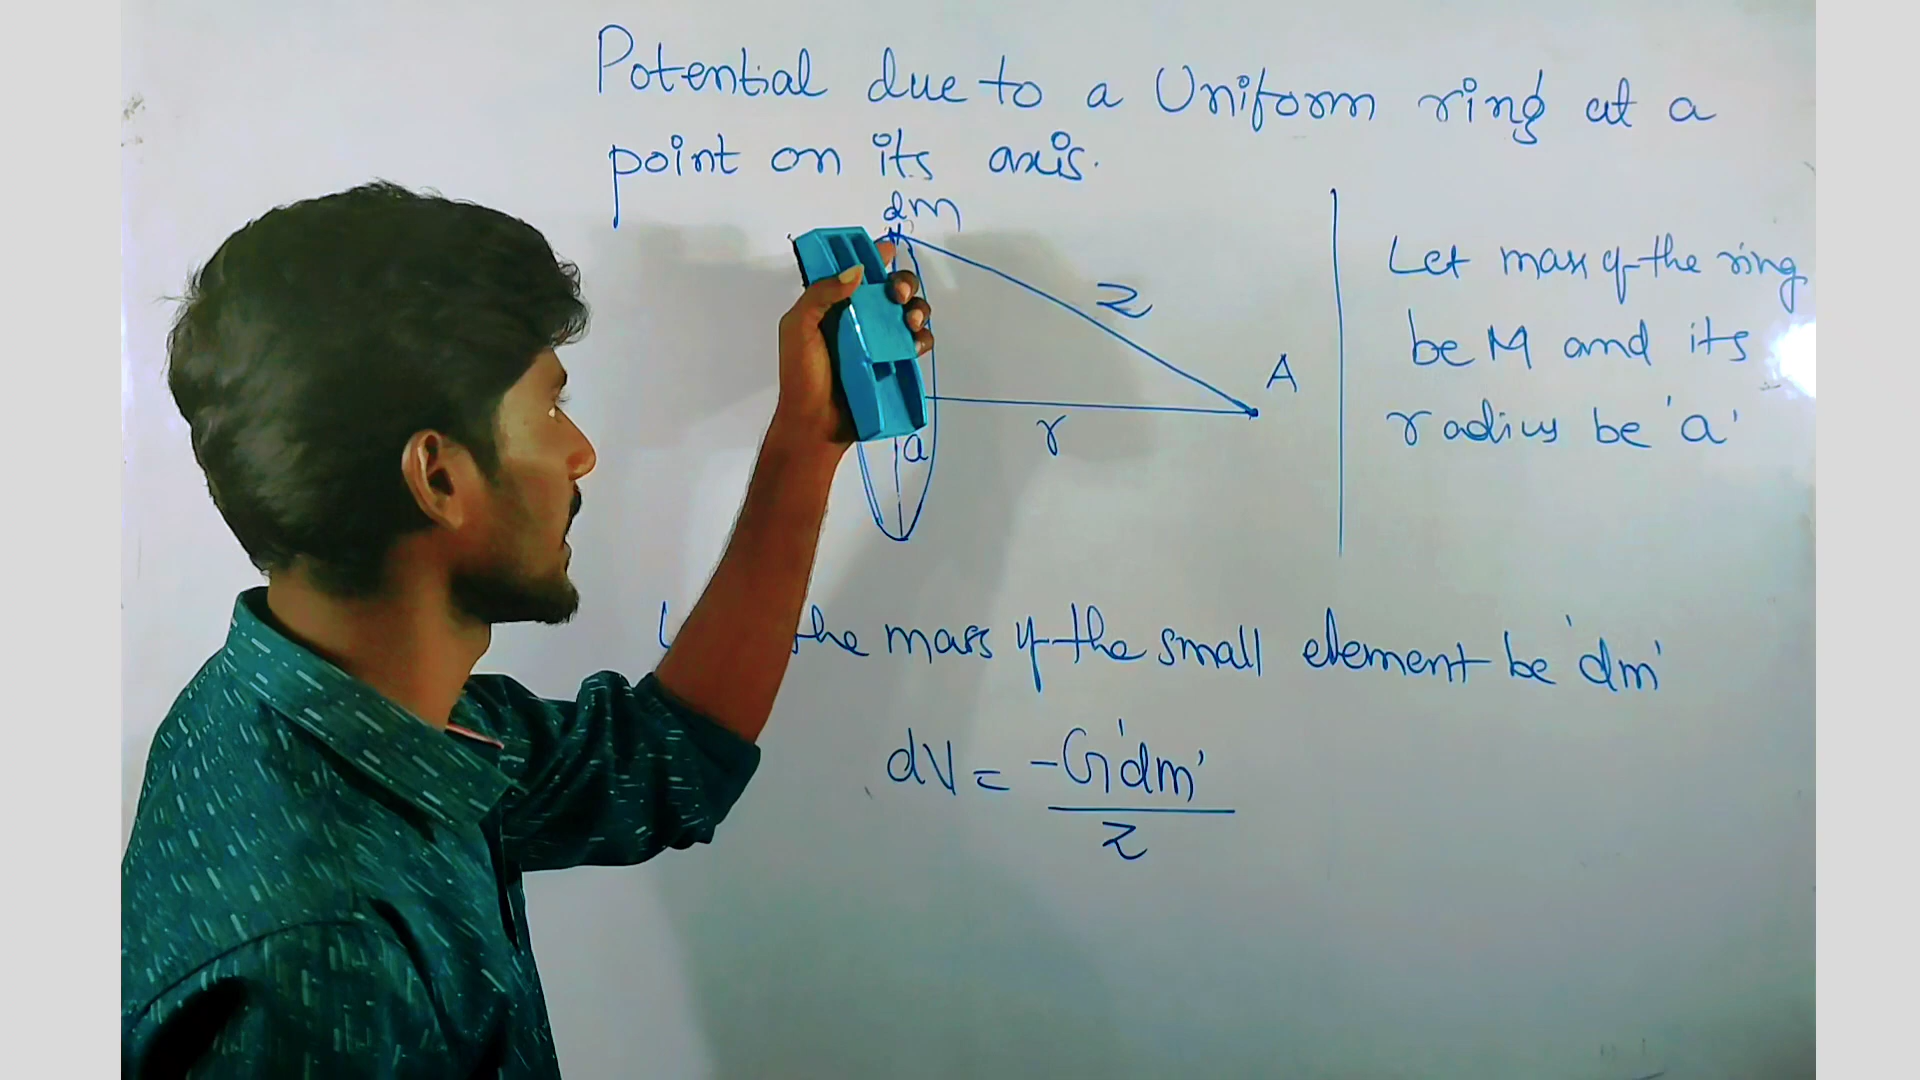 Potential due to a Uniform ring at a
point on its axis.
dm
z
A
r
a
Let mass of the ring
be M and its
radius be 'a'
the mass of the small element be 'dm'
dV = -G'dm'
z